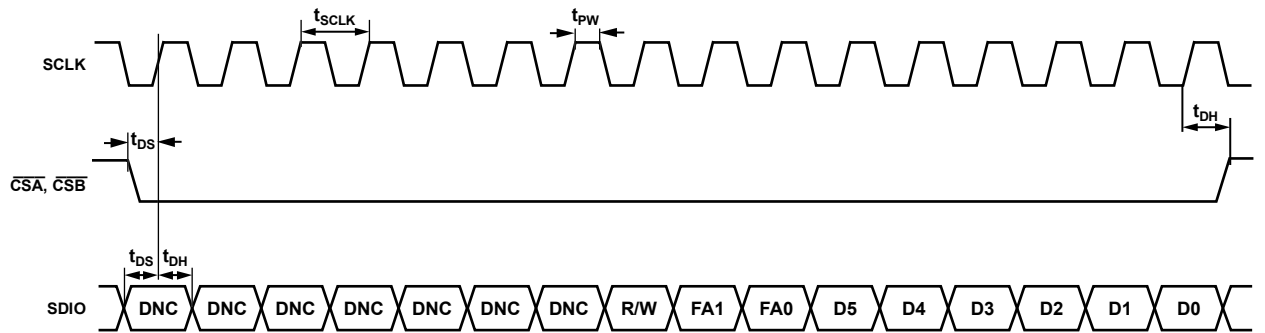 tSCLK
tPW
SCLK
tDS
tDH
CSA, CSB
tDS
tDH
SDIO
DNC DNC DNC DNC DNC DNC DNC R/W FA1 FA0 D5 D4 D3 D2 D1 D0